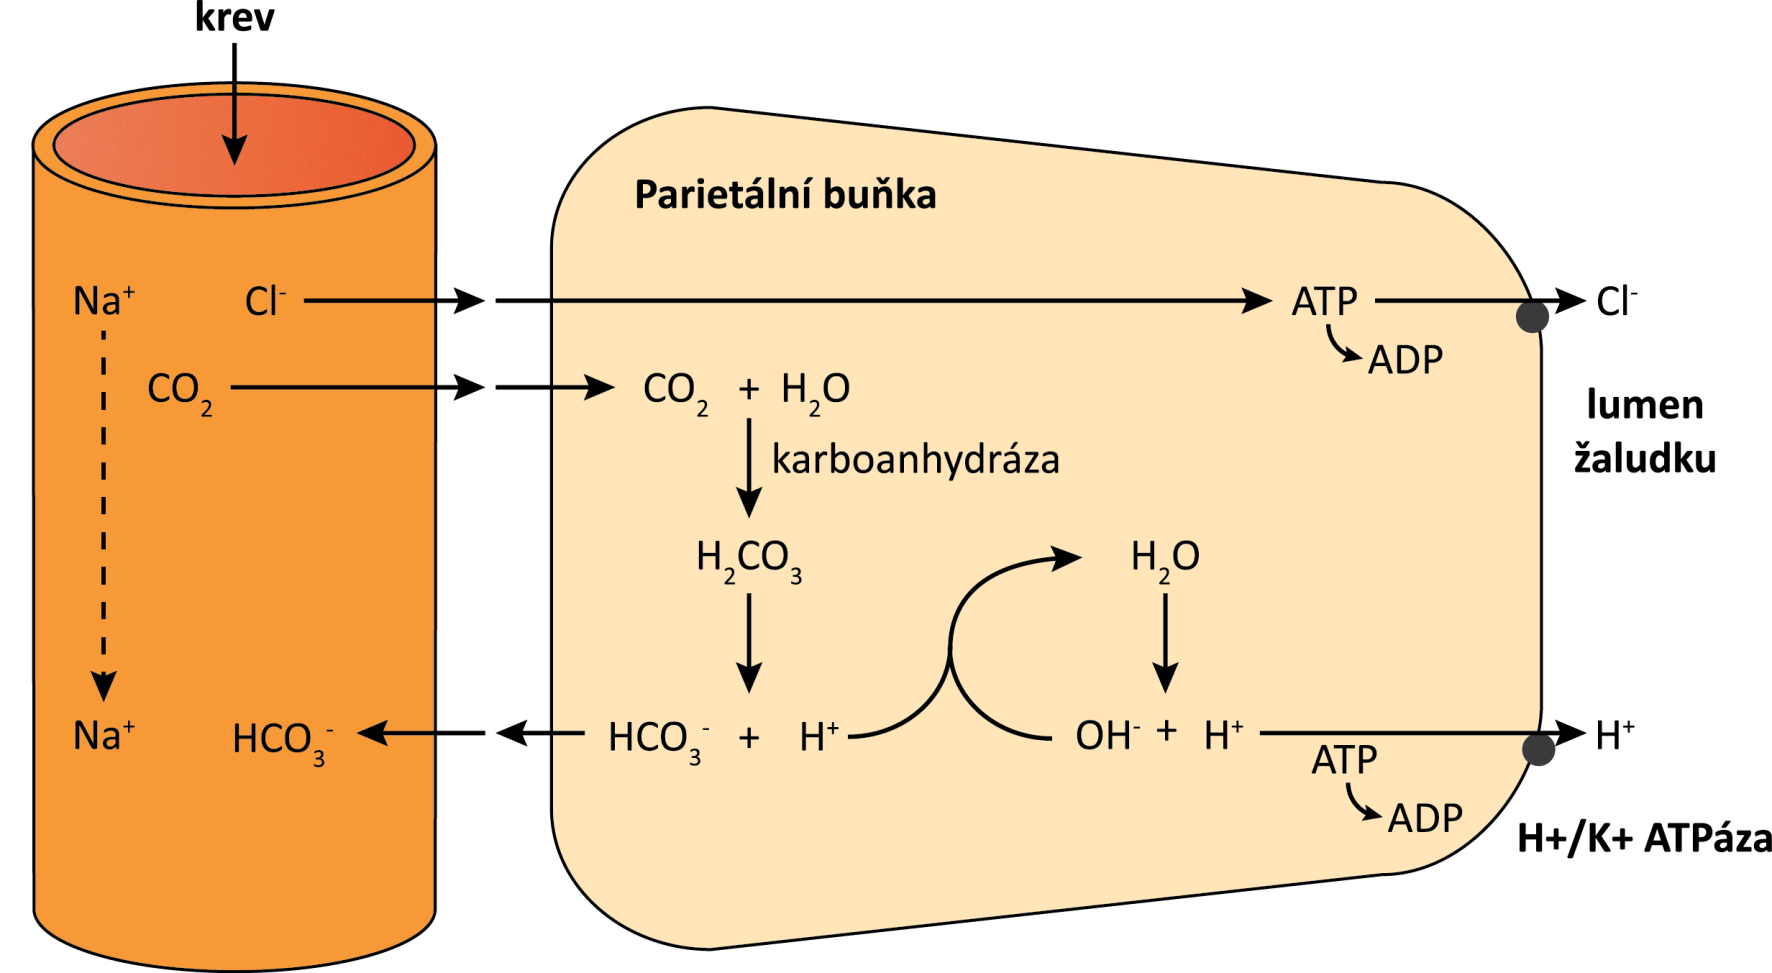 krev
Parietální buňka
Na⁺ Cl⁻ ATP Cl⁻
ADP
CO₂ CO₂ + H₂O
lumen
žaludku
karboanhydráza
H₂CO₃ H₂O
Na⁺ HCO₃⁻ HCO₃⁻ + H⁺ OH⁻ + H⁺ H⁺
ATP
ADP
H+/K+ ATPáza